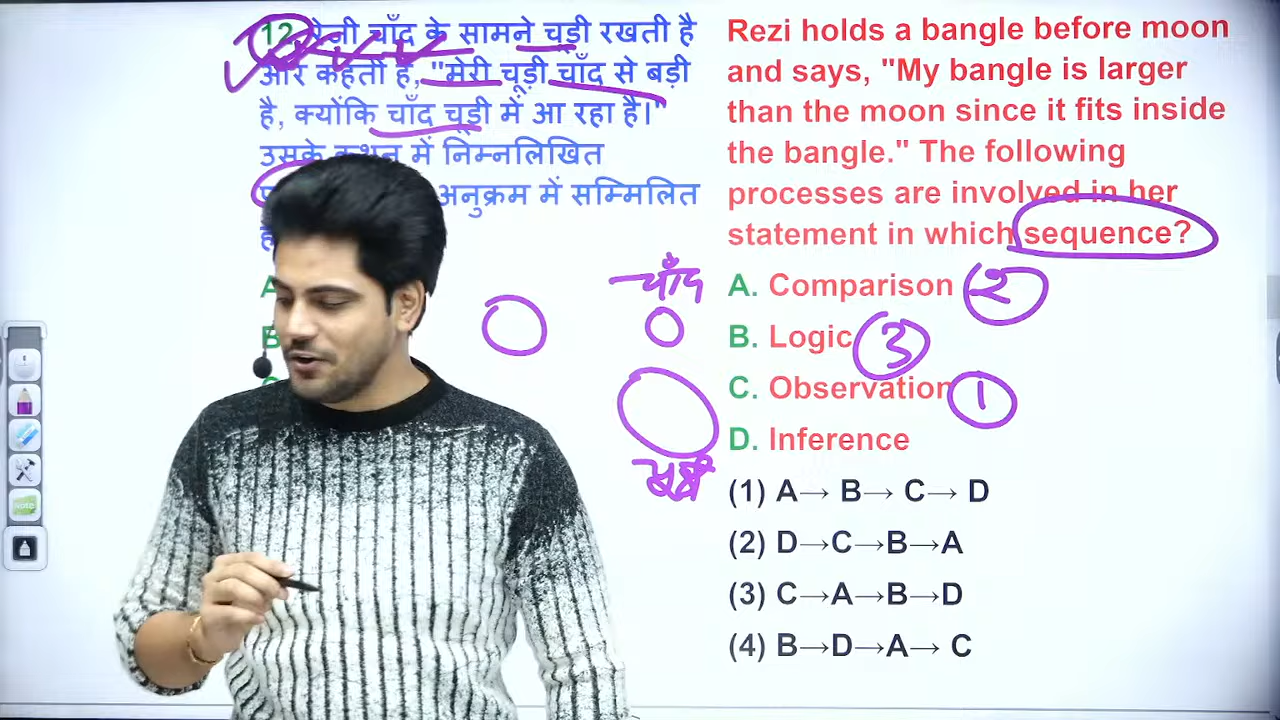 12. रेज़ी चाँद के सामने चूड़ी रखती है
और कहती है, "मेरी चूड़ी चाँद से बड़ी
है, क्योंकि चाँद चूड़ी में आ रहा है।"
उसके कथन में निम्नलिखित
अनुक्रम में सम्मिलित
A
B
Rezi holds a bangle before moon
and says, "My bangle is larger
than the moon since it fits inside
the bangle." The following
processes are involved in her
statement in which sequence?
चाँद
A. Comparison २
B. Logic 3
C. Observation 1
D. Inference
(1) A→ B→ C→ D
(2) D→C→B→A
(3) C→A→B→D
(4) B→D→A→ C